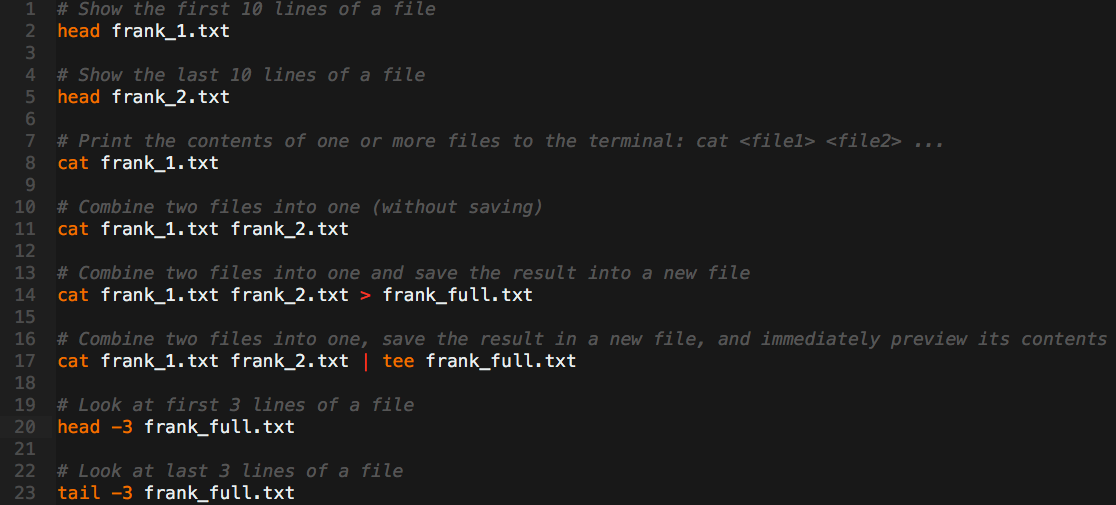 1 # Show the first 10 lines of a file
2 head frank_1.txt
3
4 # Show the last 10 lines of a file
5 head frank_2.txt
6
7 # Print the contents of one or more files to the terminal: cat <file1> <file2> ...
8 cat frank_1.txt
9
10 # Combine two files into one (without saving)
11 cat frank_1.txt frank_2.txt
12
13 # Combine two files into one and save the result into a new file
14 cat frank_1.txt frank_2.txt > frank_full.txt
15
16 # Combine two files into one, save the result in a new file, and immediately preview its contents
17 cat frank_1.txt frank_2.txt | tee frank_full.txt
18
19 # Look at first 3 lines of a file
20 head -3 frank_full.txt
21
22 # Look at last 3 lines of a file
23 tail -3 frank_full.txt